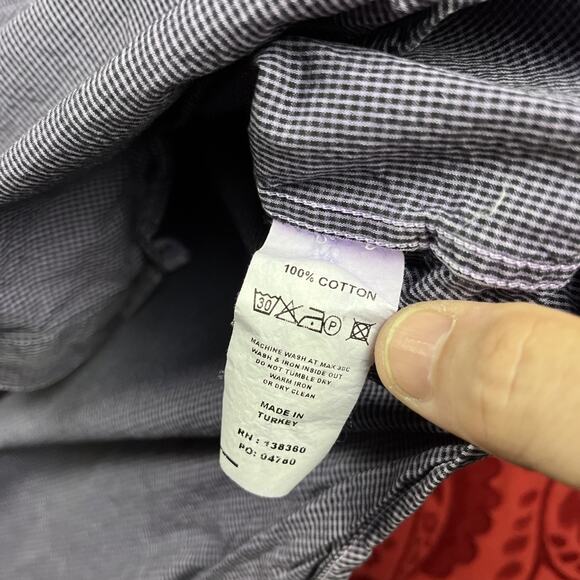 100% COTTON
30 P
MACHINE WASH AT MAX 30C
WASH & IRON INSIDE OUT
DO NOT TUMBLE DRY
WARM IRON
OR DRY CLEAN
MADE IN
TURKEY
RN : 138360
PO: 04780